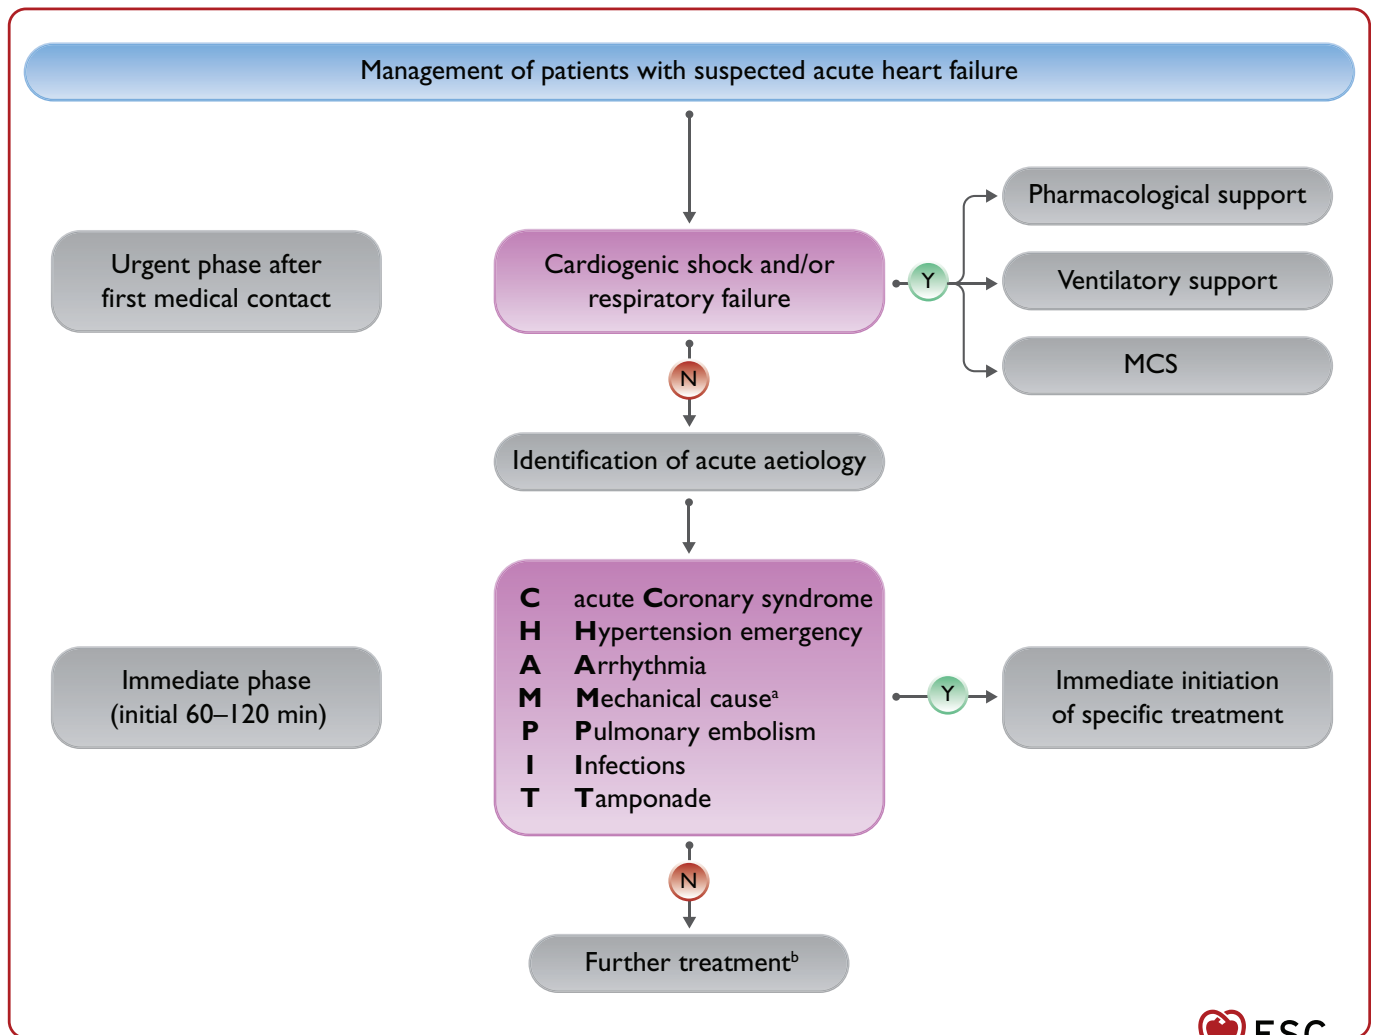 Management of patients with suspected acute heart failure
Pharmacological support
Urgent phase after
first medical contact
Cardiogenic shock and/or
respiratory failure
Y
Ventilatory support
MCS
N
Identification of acute aetiology
C acute Coronary syndrome
H Hypertension emergency
A Arrhythmia
M Mechanical causeᵃ
P Pulmonary embolism
I Infections
T Tamponade
Immediate phase
(initial 60–120 min)
Y
Immediate initiation
of specific treatment
N
Further treatmentᵇ
ESC